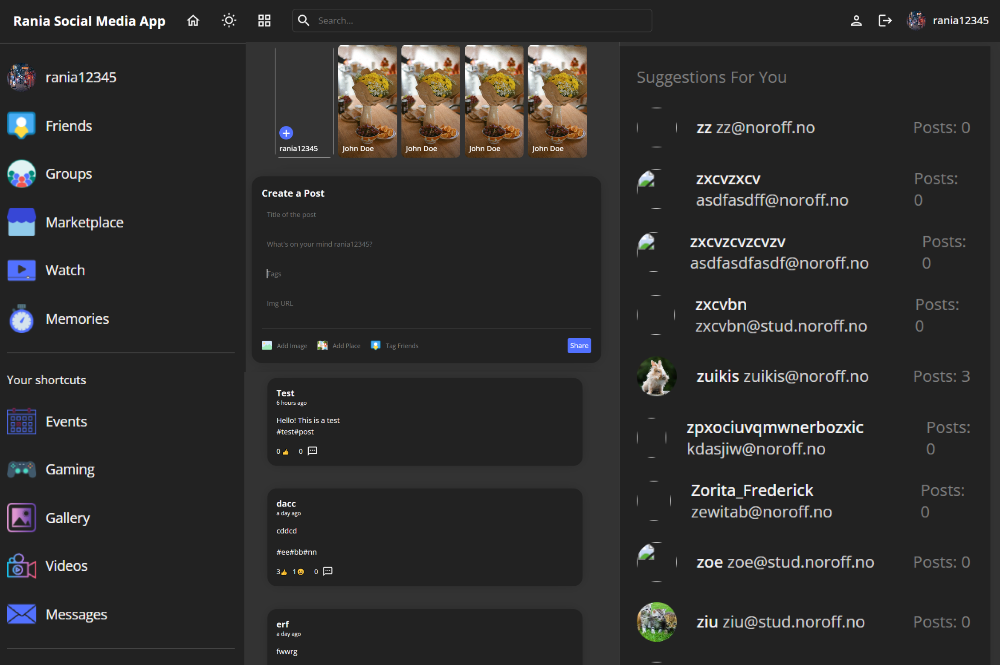 Rania Social Media App
Search...
rania12345
rania12345
Friends
Groups
Marketplace
Watch
Memories
Your shortcuts
Events
Gaming
Gallery
Videos
Messages
rania12345
John Doe
John Doe
John Doe
John Doe
Create a Post
Title of the post
What's on your mind rania12345?
Tags
Img URL
Add Image
Add Place
Tag Friends
Share
Test
6 hours ago
Hello! This is a test
#test#post
0 👍 0
dacc
a day ago
cddcd
#ee#bb#nn
3👍 1😀 0
erf
a day ago
fwwrg
Suggestions For You
zz zz@noroff.no Posts: 0
zxcvzxcv Posts:
asdfasdff@noroff.no 0
zxcvzcvzcvzv Posts:
asdfasdfasdf@noroff.no 0
zxcvbn Posts:
zxcvbn@stud.noroff.no 0
zuikis zuikis@noroff.no Posts: 3
zpxociuvqmwnerbozxic Posts:
kdasjiw@noroff.no 0
Zorita_Frederick Posts:
zewitab@noroff.no 0
zoe zoe@stud.noroff.no Posts: 0
ziu ziu@stud.noroff.no Posts: 0